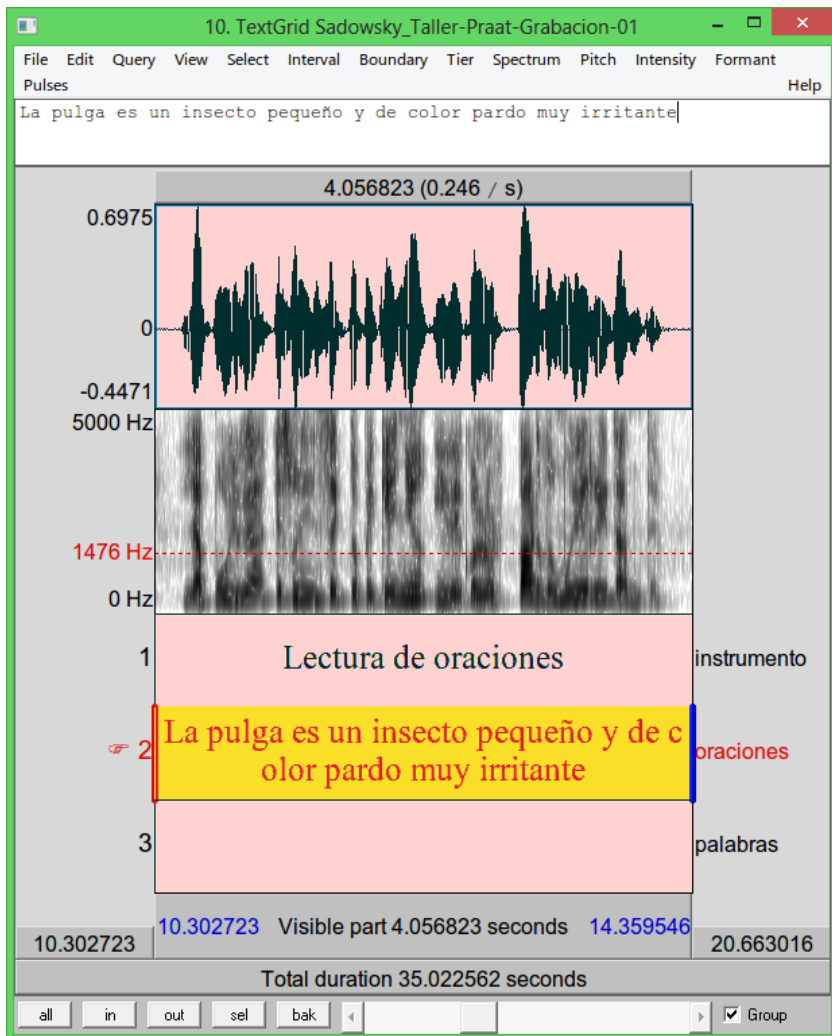 10. TextGrid Sadowsky_Taller-Praat-Grabacion-01
File Edit Query View Select Interval Boundary Tier Spectrum Pitch Intensity Formant
Pulses Help
La pulga es un insecto pequeño y de color pardo muy irritante
4.056823 (0.246 / s)
0.6975
0
-0.4471
5000 Hz
1476 Hz
0 Hz
1 Lectura de oraciones instrumento
☞ 2 La pulga es un insecto pequeño y de c
olor pardo muy irritante oraciones
3 palabras
10.302723 Visible part 4.056823 seconds 14.359546
10.302723 20.663016
Total duration 35.022562 seconds
all in out sel bak Group